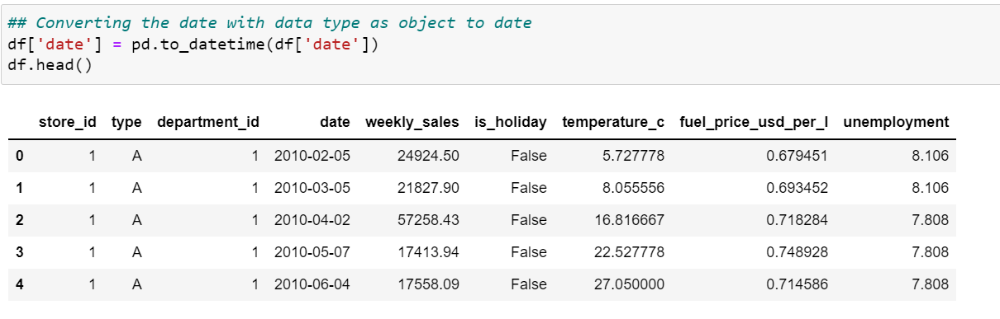 ## Converting the date with data type as object to date
df['date'] = pd.to_datetime(df['date'])
df.head()
store_id type department_id date weekly_sales is_holiday temperature_c fuel_price_usd_per_l unemployment
0 1 A 1 2010-02-05 24924.50 False 5.727778 0.679451 8.106
1 1 A 1 2010-03-05 21827.90 False 8.055556 0.693452 8.106
2 1 A 1 2010-04-02 57258.43 False 16.816667 0.718284 7.808
3 1 A 1 2010-05-07 17413.94 False 22.527778 0.748928 7.808
4 1 A 1 2010-06-04 17558.09 False 27.050000 0.714586 7.808